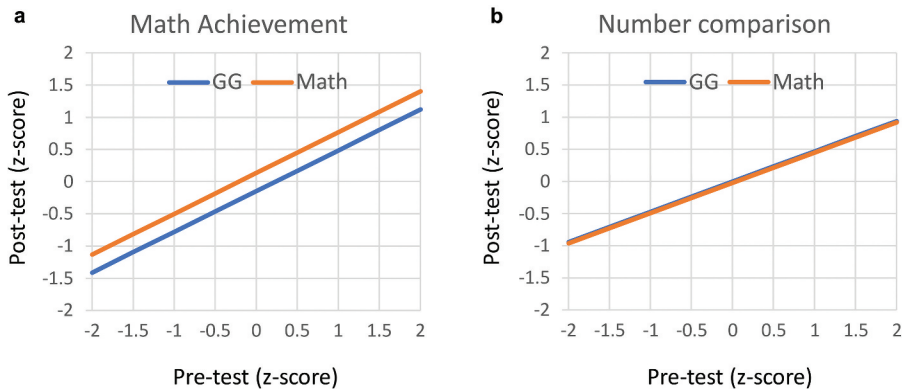 a
Math Achievement
2
1.5
1
0.5
0
-0.5
-1
1.5
2
GG
Math
Post-test (z-score)
-2 -1.5 -1 -0.5 0 0.5 1 1.5 2
Pre-test (z-score)
b
Number comparison
2
1.5
1
0.5
0
-0.5
-1
1.5
2
GG
Math
Post-test (z-score)
-2 -1.5 -1 -0.5 0 0.5 1 1.5 2
Pre-test (z-score)